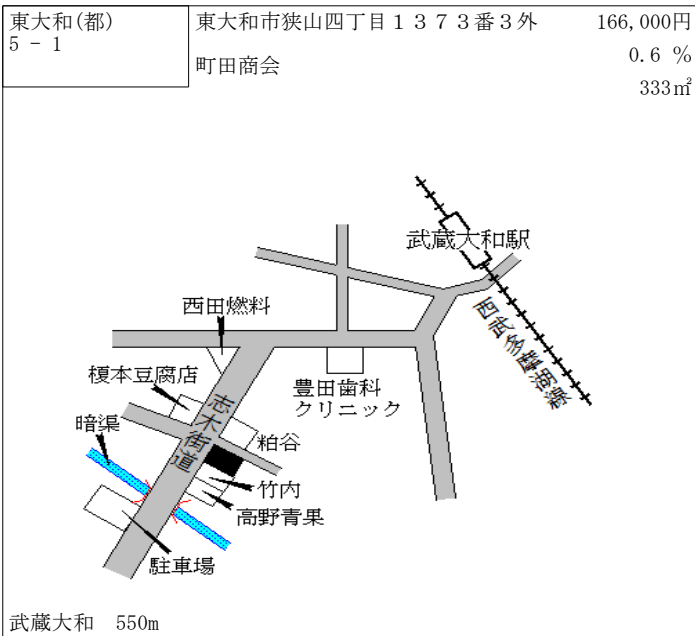 東大和(都)
5 - 1
東大和市狭山四丁目１３７３番３外
166,000円
町田商会
0.6 %
333㎡
武蔵大和駅
西武多摩湖線
西田燃料
榎本豆腐店
志木街道
豊田歯科
クリニック
暗渠
粕谷
竹内
高野青果
駐車場
武蔵大和　550m